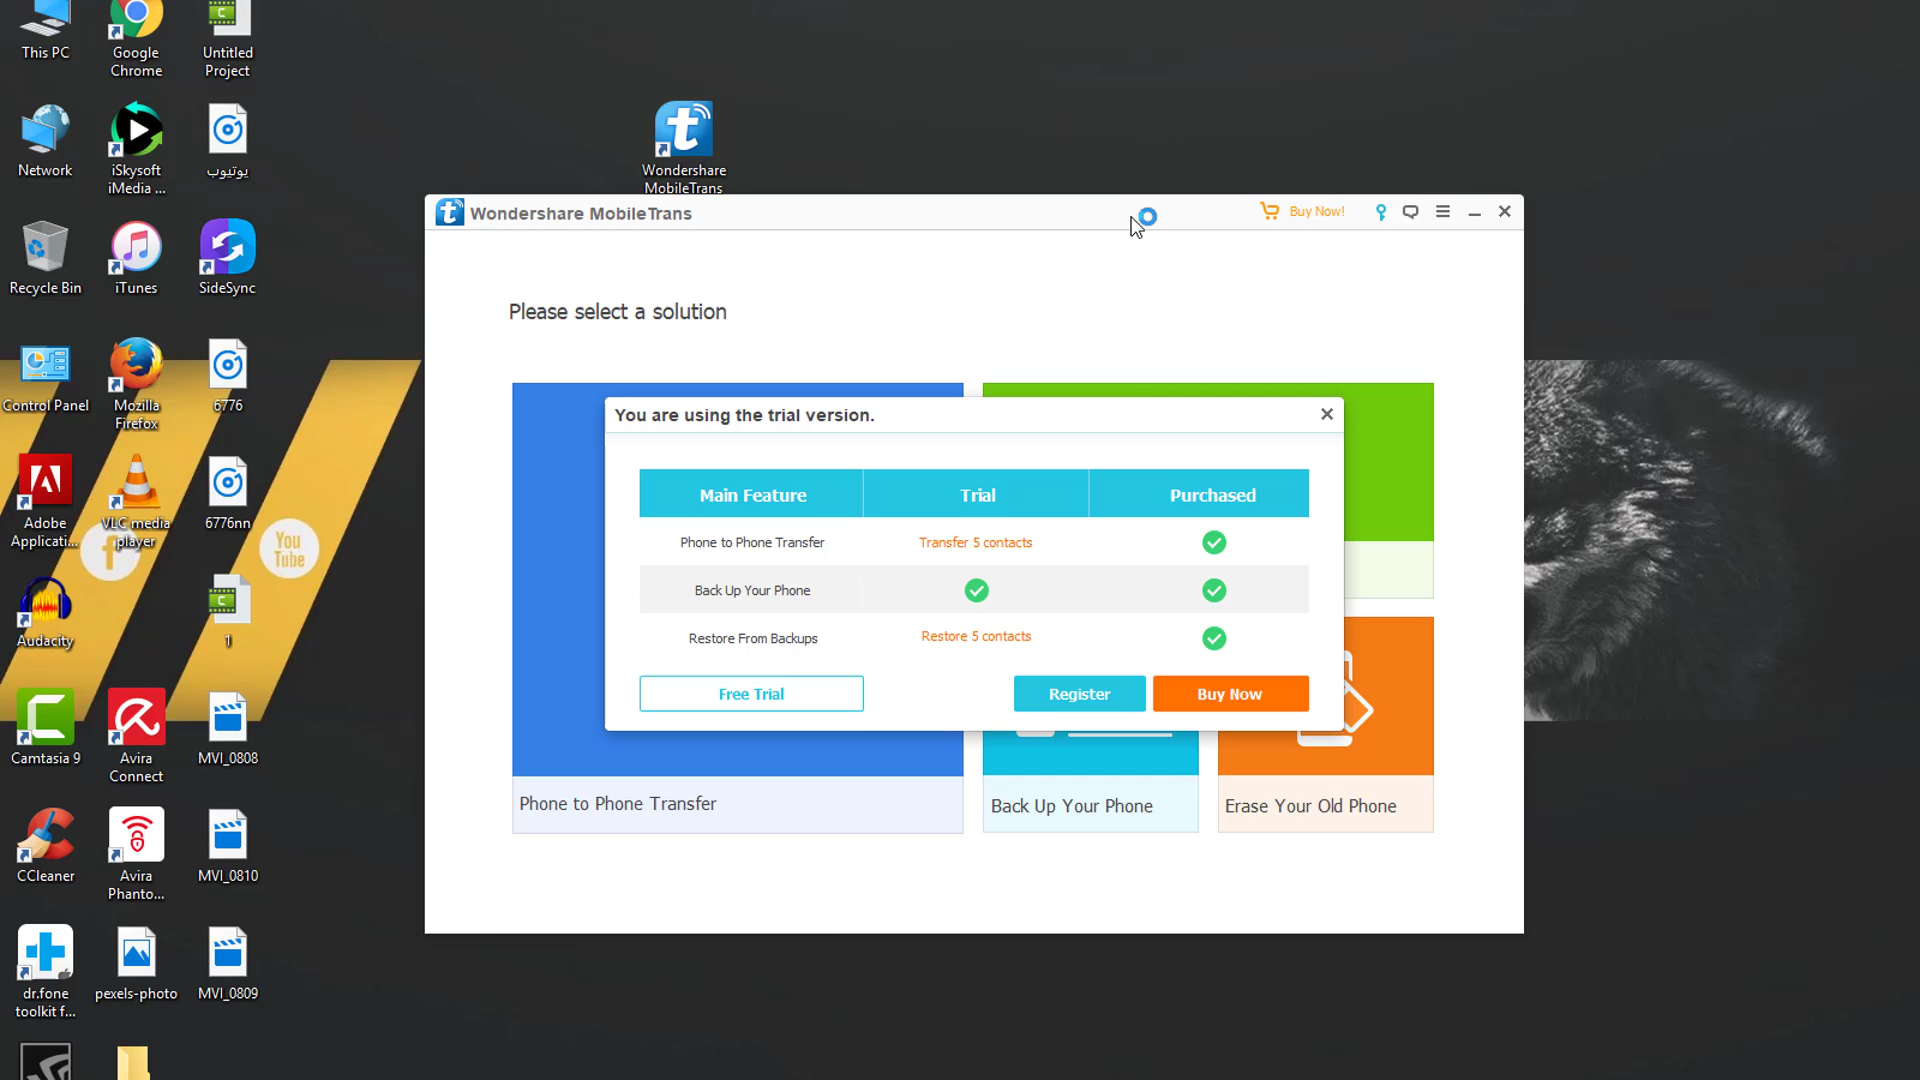 This PC
Google
Chrome
Untitled
Project
Network
iSkysoft
iMedia ...
يوتيوب
Wondershare
MobileTrans
Recycle Bin
iTunes
SideSync
Control Panel
Mozilla
Firefox
6776
Adobe
Applicati...
VLC media
player
6776nn
You
Tube
f
Audacity
1
Camtasia 9
Avira
Connect
MVI_0808
CCleaner
Avira
Phanto...
MVI_0810
dr.fone
toolkit f...
pexels-photo
MVI_0809
Wondershare MobileTrans
Buy Now!
Please select a solution
You are using the trial version.
Main Feature Trial Purchased
Phone to Phone Transfer Transfer 5 contacts
Back Up Your Phone
Restore From Backups Restore 5 contacts
Free Trial Register Buy Now
Phone to Phone Transfer
Back Up Your Phone
Erase Your Old Phone